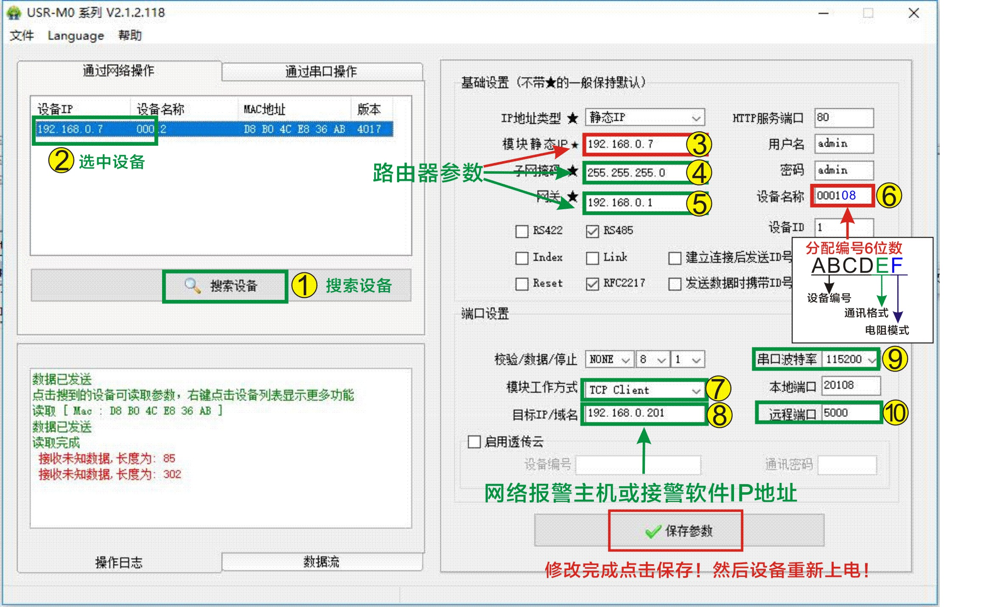 USR-M0 系列 V2.1.2.118
文件 Language 帮助
通过网络操作 通过串口操作
设备IP 设备名称 MAC地址 版本
192.168.0.7 D8 B0 4C E8 36 AB 4017
② 选中设备
搜索设备 ① 搜索设备
数据已发送
点击搜到的设备可读取参数，右键点击设备列表显示更多功能
读取 [ Mac : D8 B0 4C E8 36 AB ]
数据已发送
读取完成
接收未知数据,长度为: 85
接收未知数据,长度为: 302
操作日志 数据流
基础设置（不带★的一般保持默认）
IP地址类型 ★ 静态IP HTTP服务端口 80
模块静态IP ★ 192.168.0.7 ③ 用户名 admin
路由器参数
子网掩码 ★ 255.255.255.0 ④ 密码 admin
网关 ★ 192.168.0.1 ⑤ 设备名称 000108 ⑥
RS422 RS485 设备ID 1
Index Link 建立连接后发送ID号
Reset RFC2217 发送数据时携带ID号
分配编号6位数
ABCDEF
设备编号
通讯格式
电阻模式
端口设置
校验/数据/停止 NONE 8 1 串口波特率 115200 ⑨
模块工作方式 TCP Client ⑦ 本地端口 20108
目标IP/域名 192.168.0.201 ⑧ 远程端口 5000 ⑩
启用透传云
设备编号 通讯密码
网络报警主机或接警软件IP地址
保存参数
修改完成点击保存！然后设备重新上电！